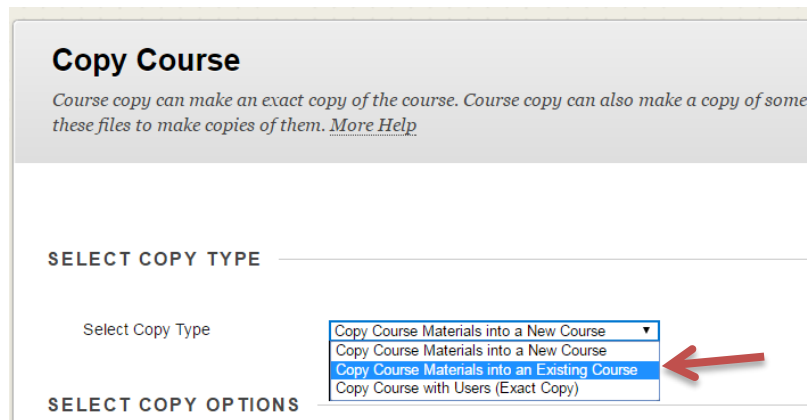 Copy Course
Course copy can make an exact copy of the course. Course copy can also make a copy of some
these files to make copies of them. More Help
SELECT COPY TYPE
Select Copy Type
Copy Course Materials into a New Course
Copy Course Materials into a New Course
Copy Course Materials into an Existing Course
Copy Course with Users (Exact Copy)
SELECT COPY OPTIONS